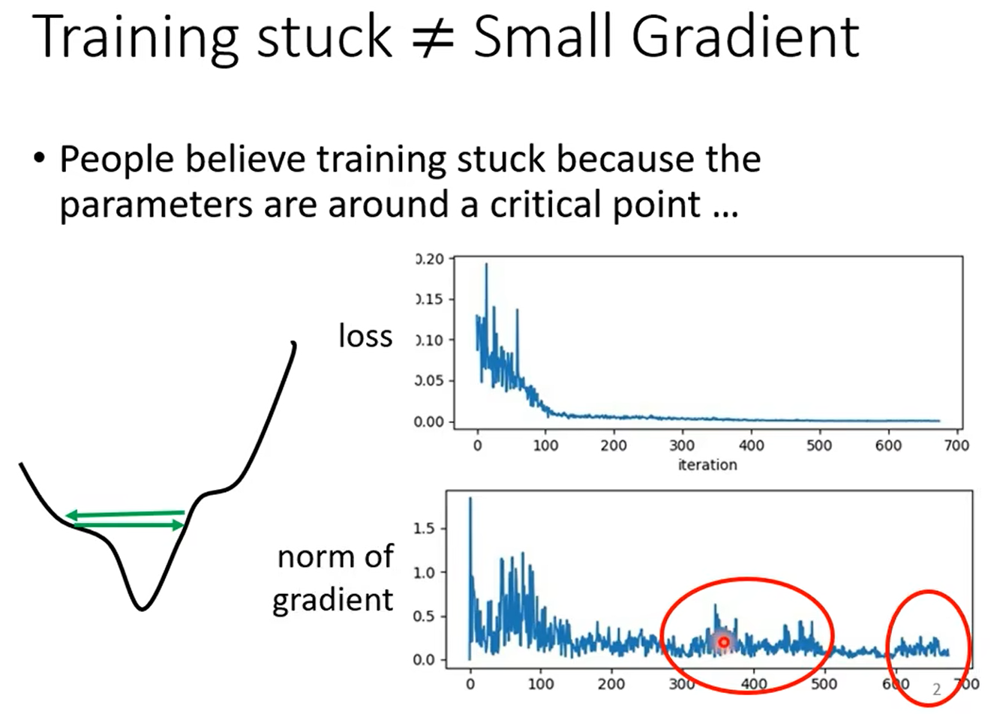 Training stuck ≠ Small Gradient
• People believe training stuck because the
parameters are around a critical point ...
loss
0.20
0.15
0.10
0.05
0.00
0 100 200 300 400 500 600 700
iteration
norm of
gradient
1.5
1.0
0.5
0.0
0 100 200 300 400 500 600 700
2